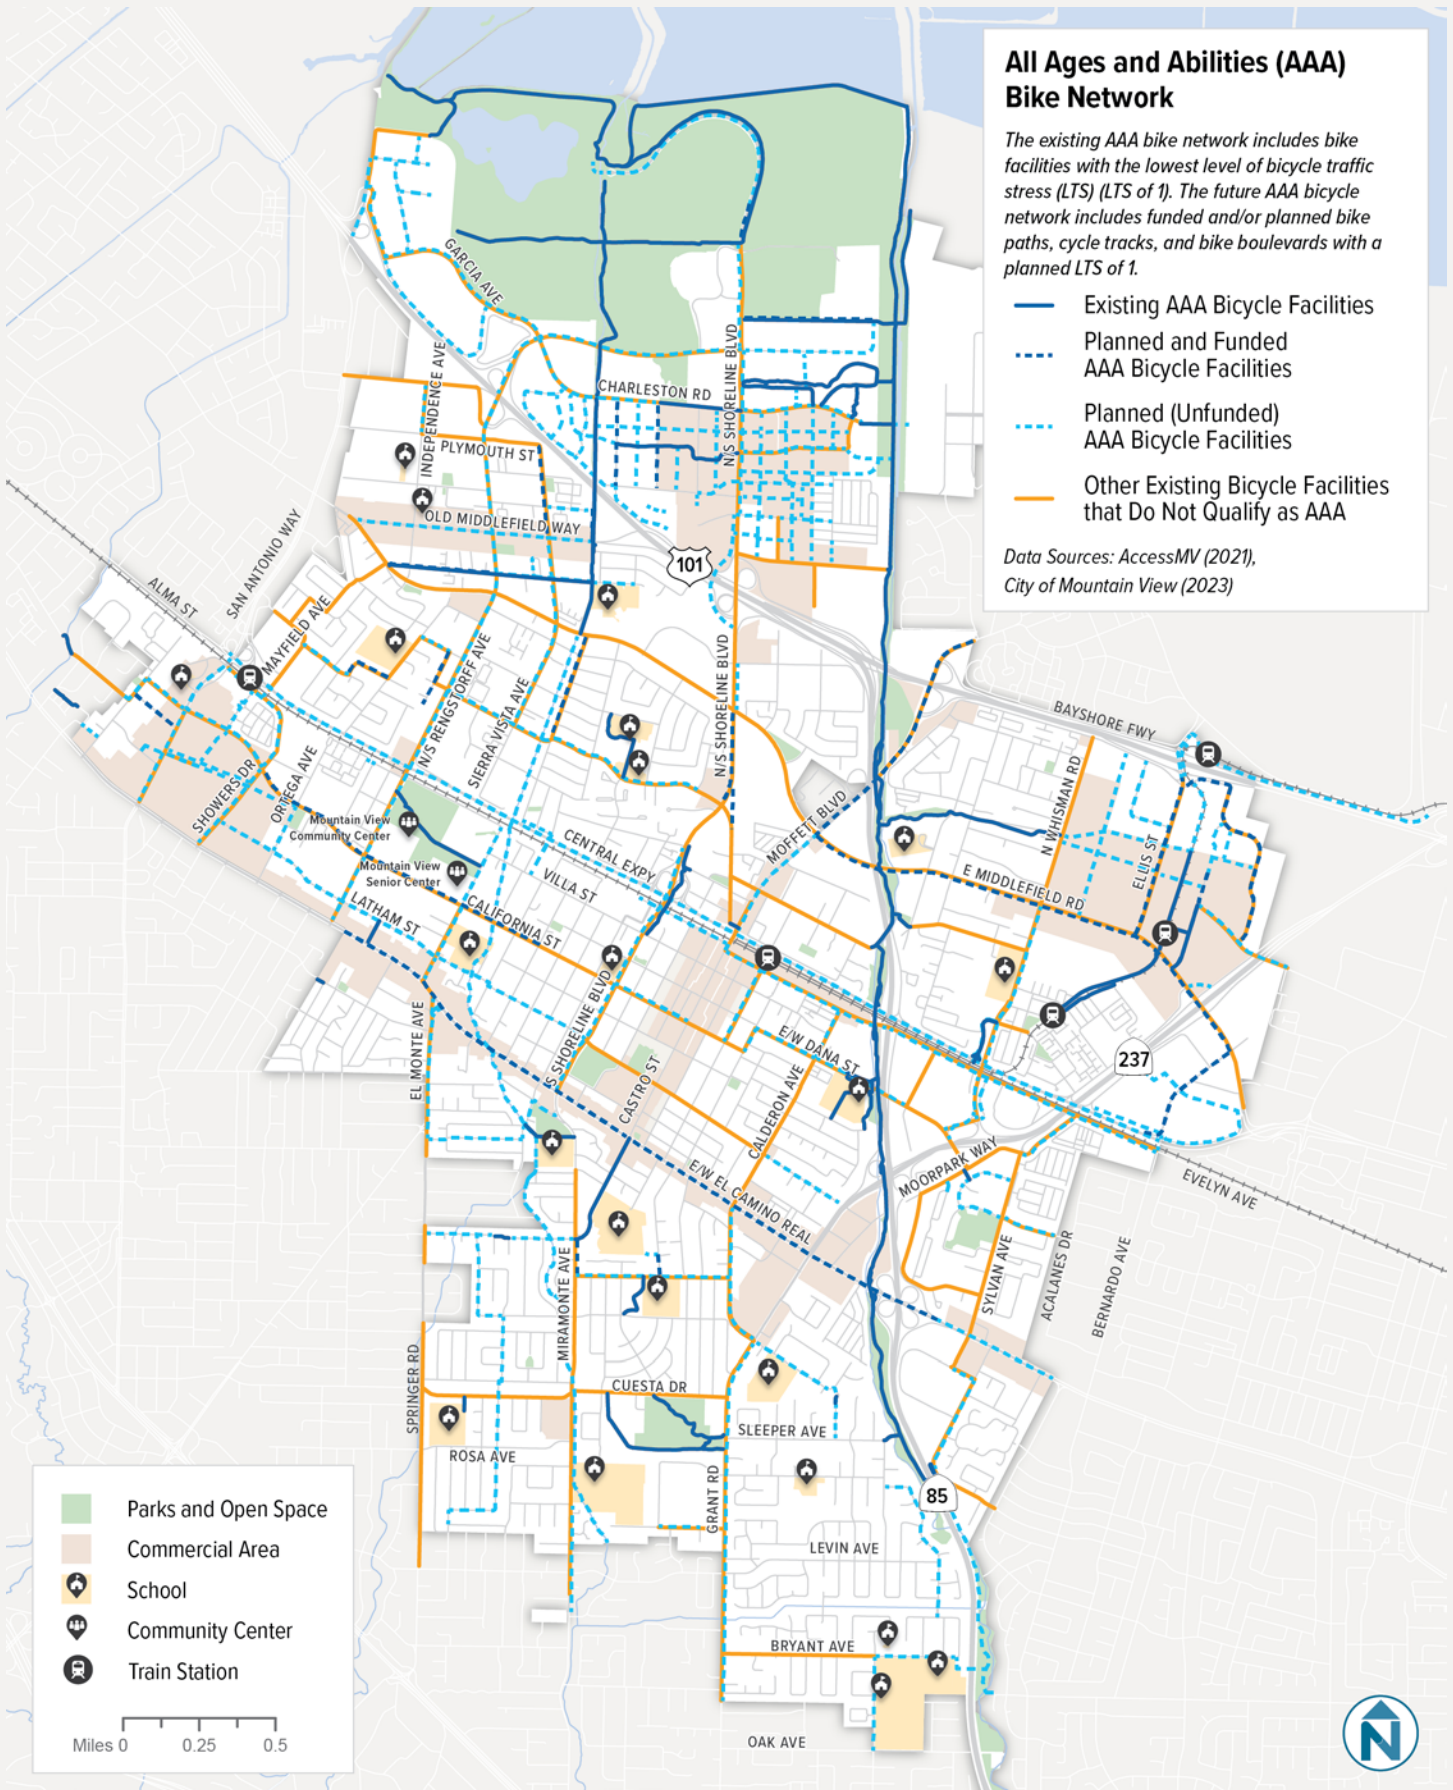 All Ages and Abilities (AAA)
Bike Network
The existing AAA bike network includes bike
facilities with the lowest level of bicycle traffic
stress (LTS) (LTS of 1). The future AAA bicycle
network includes funded and/or planned bike
paths, cycle tracks, and bike boulevards with a
planned LTS of 1.
Existing AAA Bicycle Facilities
Planned and Funded
AAA Bicycle Facilities
Planned (Unfunded)
AAA Bicycle Facilities
Other Existing Bicycle Facilities
that Do Not Qualify as AAA
Data Sources: AccessMV (2021),
City of Mountain View (2023)
GARCIA AVE
INDEPENDENCE AVE
CHARLESTON RD
N/S SHORELINE BLVD
PLYMOUTH ST
OLD MIDDLEFIELD WAY
101
SAN ANTONIO WAY
ALMA ST
MAYFIELD AVE
N/S RENGSTORFF AVE
SIERRA VISTA AVE
N/S SHORELINE BLVD
BAYSHORE FWY
SHOWERS DR
ORTEGA AVE
Mountain View
Community Center
Mountain View
Senior Center
CENTRAL EXPY
VILLA ST
MOFFETT BLVD
N WHISMAN RD
ELLIS ST
E MIDDLEFIELD RD
LATHAM ST
CALIFORNIA ST
EL MONTE AVE
S SHORELINE BLVD
CASTRO ST
E/W DANA ST
CALDERON AVE
237
MOORPARK WAY
EVELYN AVE
E/W EL CAMINO REAL
SYLVAN AVE
ACALANES DR
BERNARDO AVE
MIRAMONTE AVE
SPRINGER RD
CUESTA DR
SLEEPER AVE
ROSA AVE
GRANT RD
85
LEVIN AVE
BRYANT AVE
OAK AVE
Parks and Open Space
Commercial Area
School
Community Center
Train Station
Miles 0 0.25 0.5
N